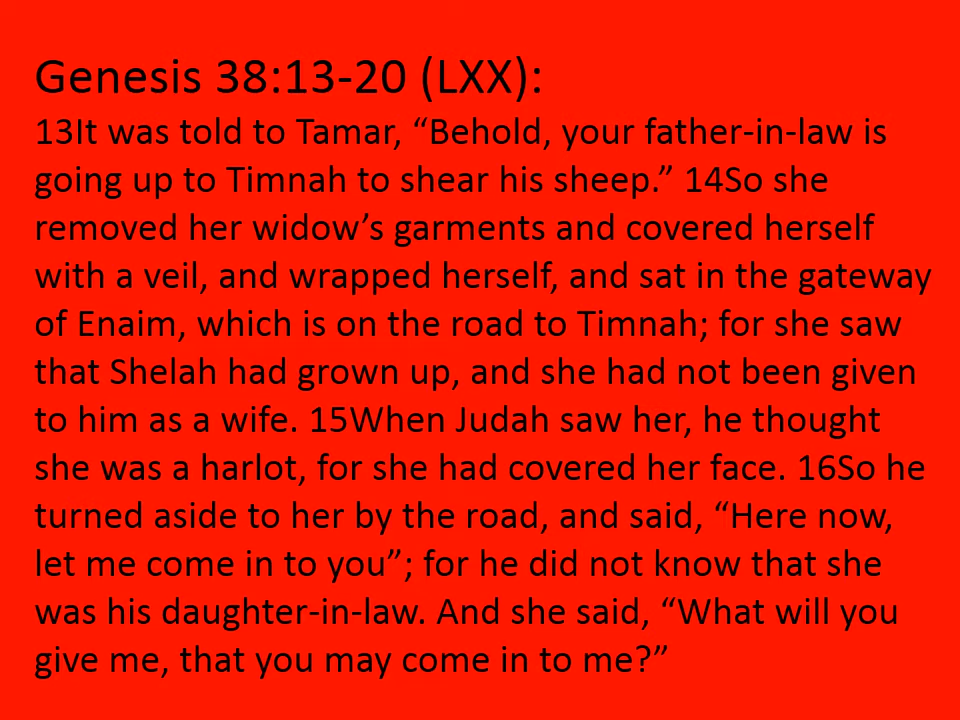 Genesis 38:13-20 (LXX):
13It was told to Tamar, “Behold, your father-in-law is
going up to Timnah to shear his sheep.” 14So she
removed her widow’s garments and covered herself
with a veil, and wrapped herself, and sat in the gateway
of Enaim, which is on the road to Timnah; for she saw
that Shelah had grown up, and she had not been given
to him as a wife. 15When Judah saw her, he thought
she was a harlot, for she had covered her face. 16So he
turned aside to her by the road, and said, “Here now,
let me come in to you”; for he did not know that she
was his daughter-in-law. And she said, “What will you
give me, that you may come in to me?”